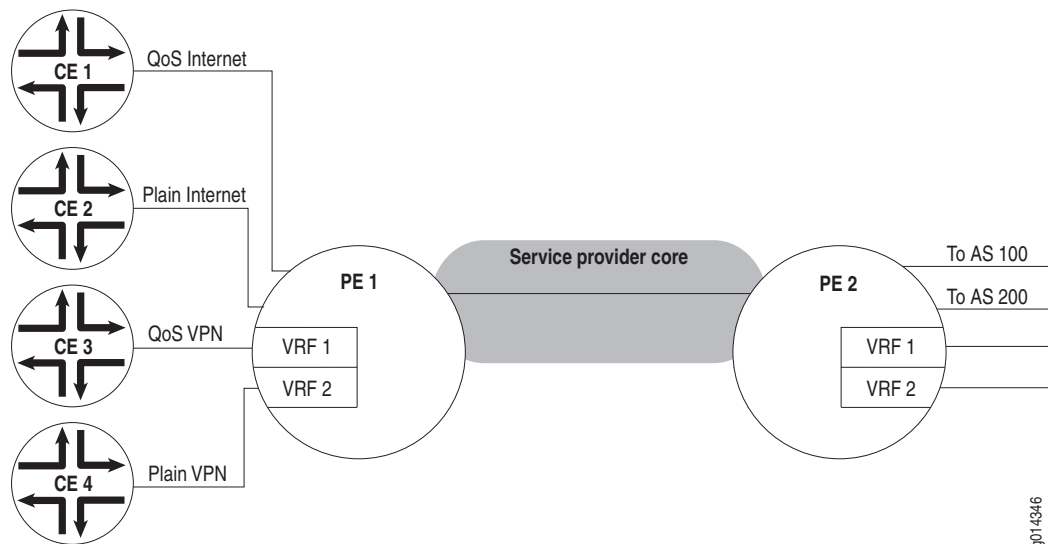 CE 1
QoS Internet
CE 2
Plain Internet
CE 3
QoS VPN
CE 4
Plain VPN
PE 1
VRF 1
VRF 2
Service provider core
PE 2
VRF 1
VRF 2
To AS 100
To AS 200
g014346